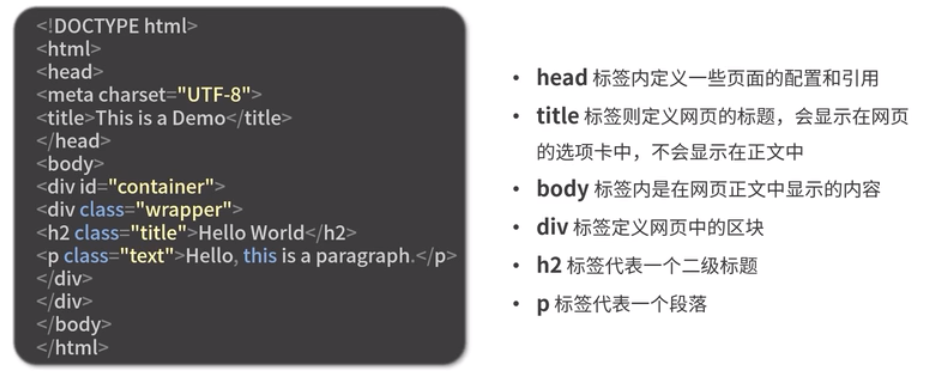 <!DOCTYPE html>
<html>
<head>
<meta charset="UTF-8">
<title>This is a Demo</title>
</head>
<body>
<div id="container">
<div class="wrapper">
<h2 class="title">Hello World</h2>
<p class="text">Hello, this is a paragraph.</p>
</div>
</div>
</body>
</html>
• head 标签内定义一些页面的配置和引用
• title 标签则定义网页的标题，会显示在网页
的选项卡中，不会显示在正文中
• body 标签内是在网页正文中显示的内容
• div 标签定义网页中的区块
• h2 标签代表一个二级标题
• p 标签代表一个段落